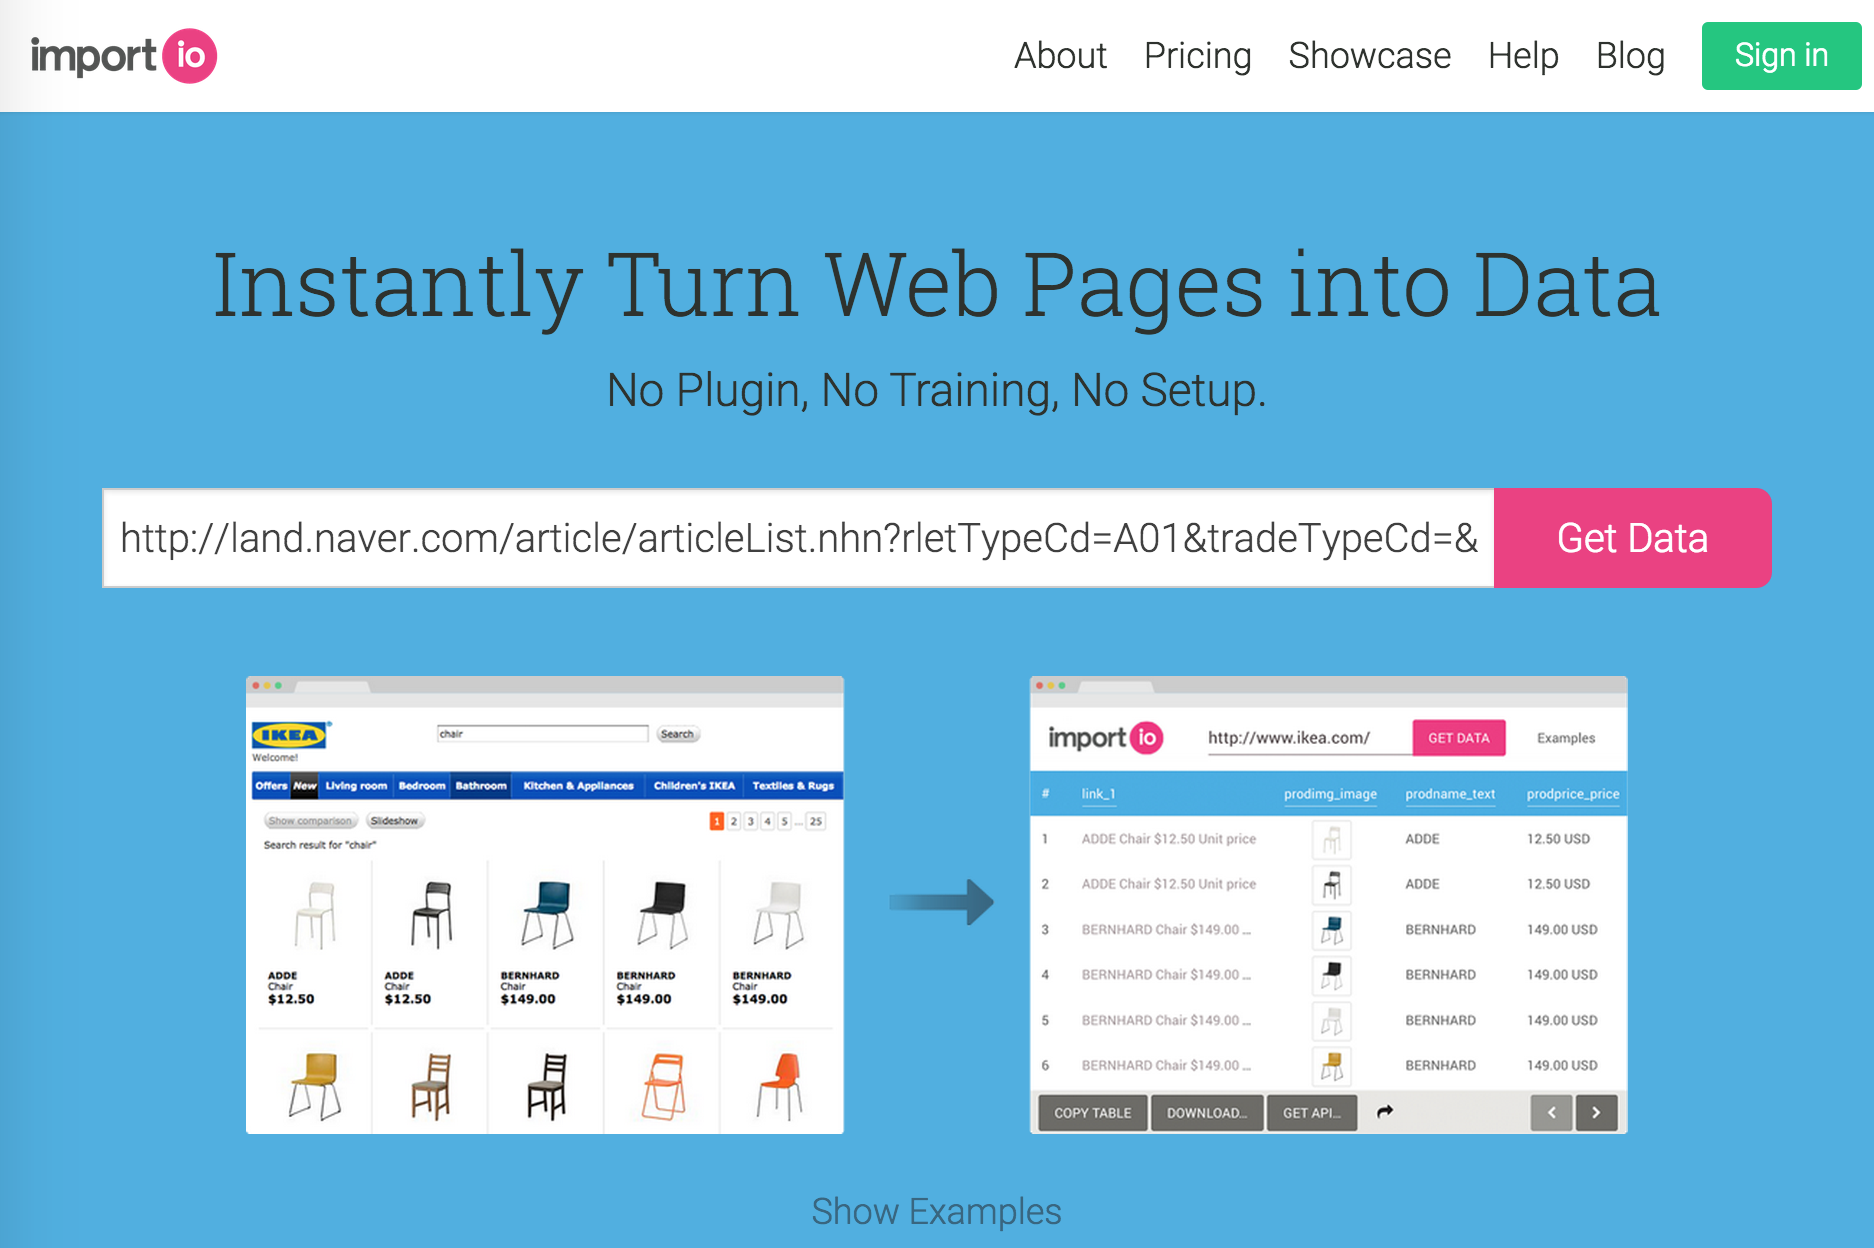 import io
About Pricing Showcase Help Blog Sign in
Instantly Turn Web Pages into Data
No Plugin, No Training, No Setup.
http://land.naver.com/article/articleList.nhn?rletTypeCd=A01&tradeTypeCd=& Get Data
IKEA
chair Search
Welcome!
Offers New Living room Bedroom Bathroom Kitchen & Appliances Children's IKEA Textiles & Rugs
Show comparison Slideshow 1 2 3 4 5 ... 25
Search result for "chair"
ADDE ADDE BERNHARD BERNHARD BERNHARD
Chair Chair Chair Chair Chair
$12.50 $12.50 $149.00 $149.00 $149.00
import io http://www.ikea.com/ GET DATA Examples
# link_1 prodimg_image prodname_text prodprice_price
1 ADDE Chair $12.50 Unit price ADDE 12.50 USD
2 ADDE Chair $12.50 Unit price ADDE 12.50 USD
3 BERNHARD Chair $149.00 ... BERNHARD 149.00 USD
4 BERNHARD Chair $149.00 ... BERNHARD 149.00 USD
5 BERNHARD Chair $149.00 ... BERNHARD 149.00 USD
6 BERNHARD Chair $149.00 ... BERNHARD 149.00 USD
COPY TABLE DOWNLOAD... GET API... < >
Show Examples